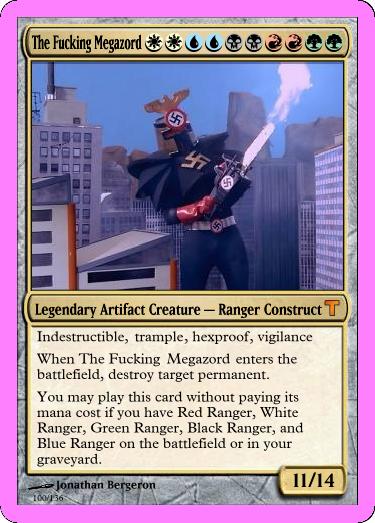 The Fucking Megazord
Legendary Artifact Creature — Ranger Construct T
Indestructible, trample, hexproof, vigilance
When The Fucking Megazord enters the
battlefield, destroy target permanent.
You may play this card without paying its
mana cost if you have Red Ranger, White
Ranger, Green Ranger, Black Ranger, and
Blue Ranger on the battlefield or in your
graveyard.
Jonathan Bergeron
11/14
100/136